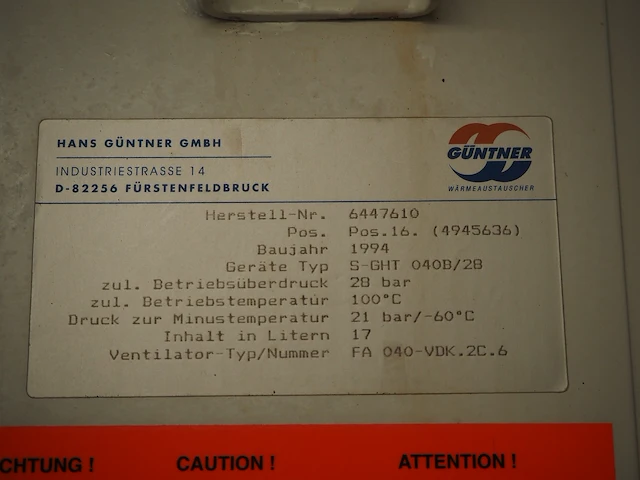 HANS GÜNTNER GMBH
INDUSTRIESTRASSE 14
D-82256 FÜRSTENFELDBRUCK
GÜNTNER
WÄRMEAUSTAUSCHER
Herstell-Nr. 6447610
Pos. Pos.16. (4945636)
Baujahr 1994
Geräte Typ S-GHT 040B/28
zul. Betriebsüberdruck 28 bar
zul. Betriebstemperatur 100°C
Druck zur Minustemperatur 21 bar/-60°C
Inhalt in Litern 17
Ventilator-Typ/Nummer FA 040-VDK.2C.6
CHTUNG ! CAUTION ! ATTENTION !